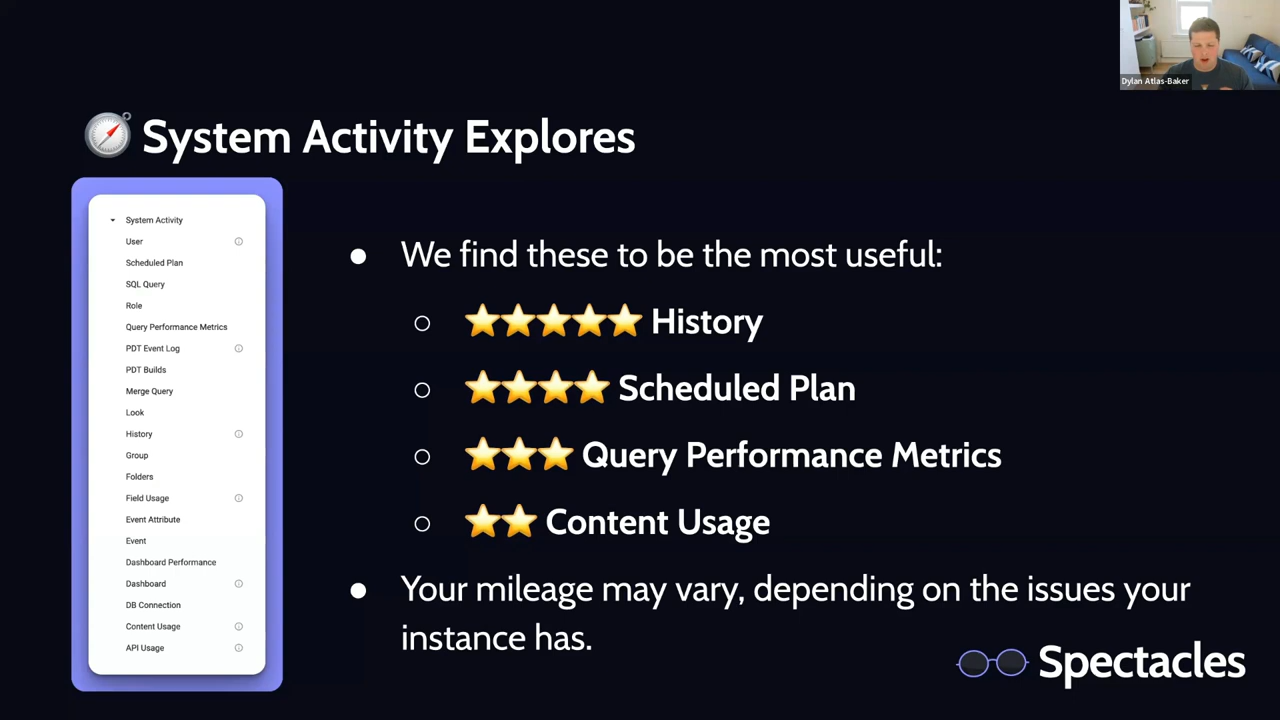 Dylan Atlas-Baker
System Activity Explores
System Activity
User
Scheduled Plan
SQL Query
Role
Query Performance Metrics
PDT Event Log
PDT Builds
Merge Query
Look
History
Group
Folders
Field Usage
Event Attribute
Event
Dashboard Performance
Dashboard
DB Connection
Content Usage
API Usage
We find these to be the most useful:
History
Scheduled Plan
Query Performance Metrics
Content Usage
Your mileage may vary, depending on the issues your
instance has.
Spectacles